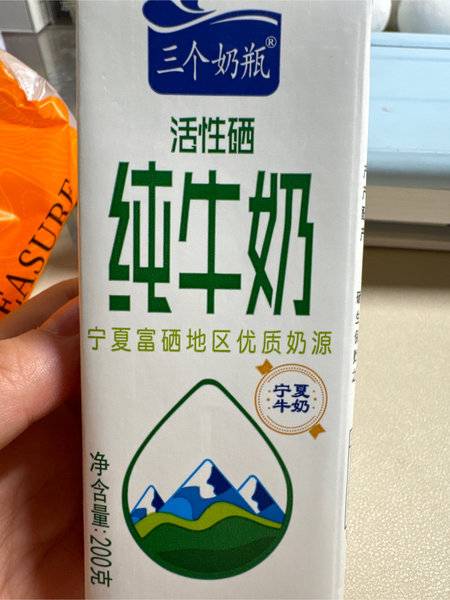 三个奶瓶®
活性硒
纯牛奶
宁夏富硒地区优质奶源
宁夏
牛奶
净含量:200克
EASURE